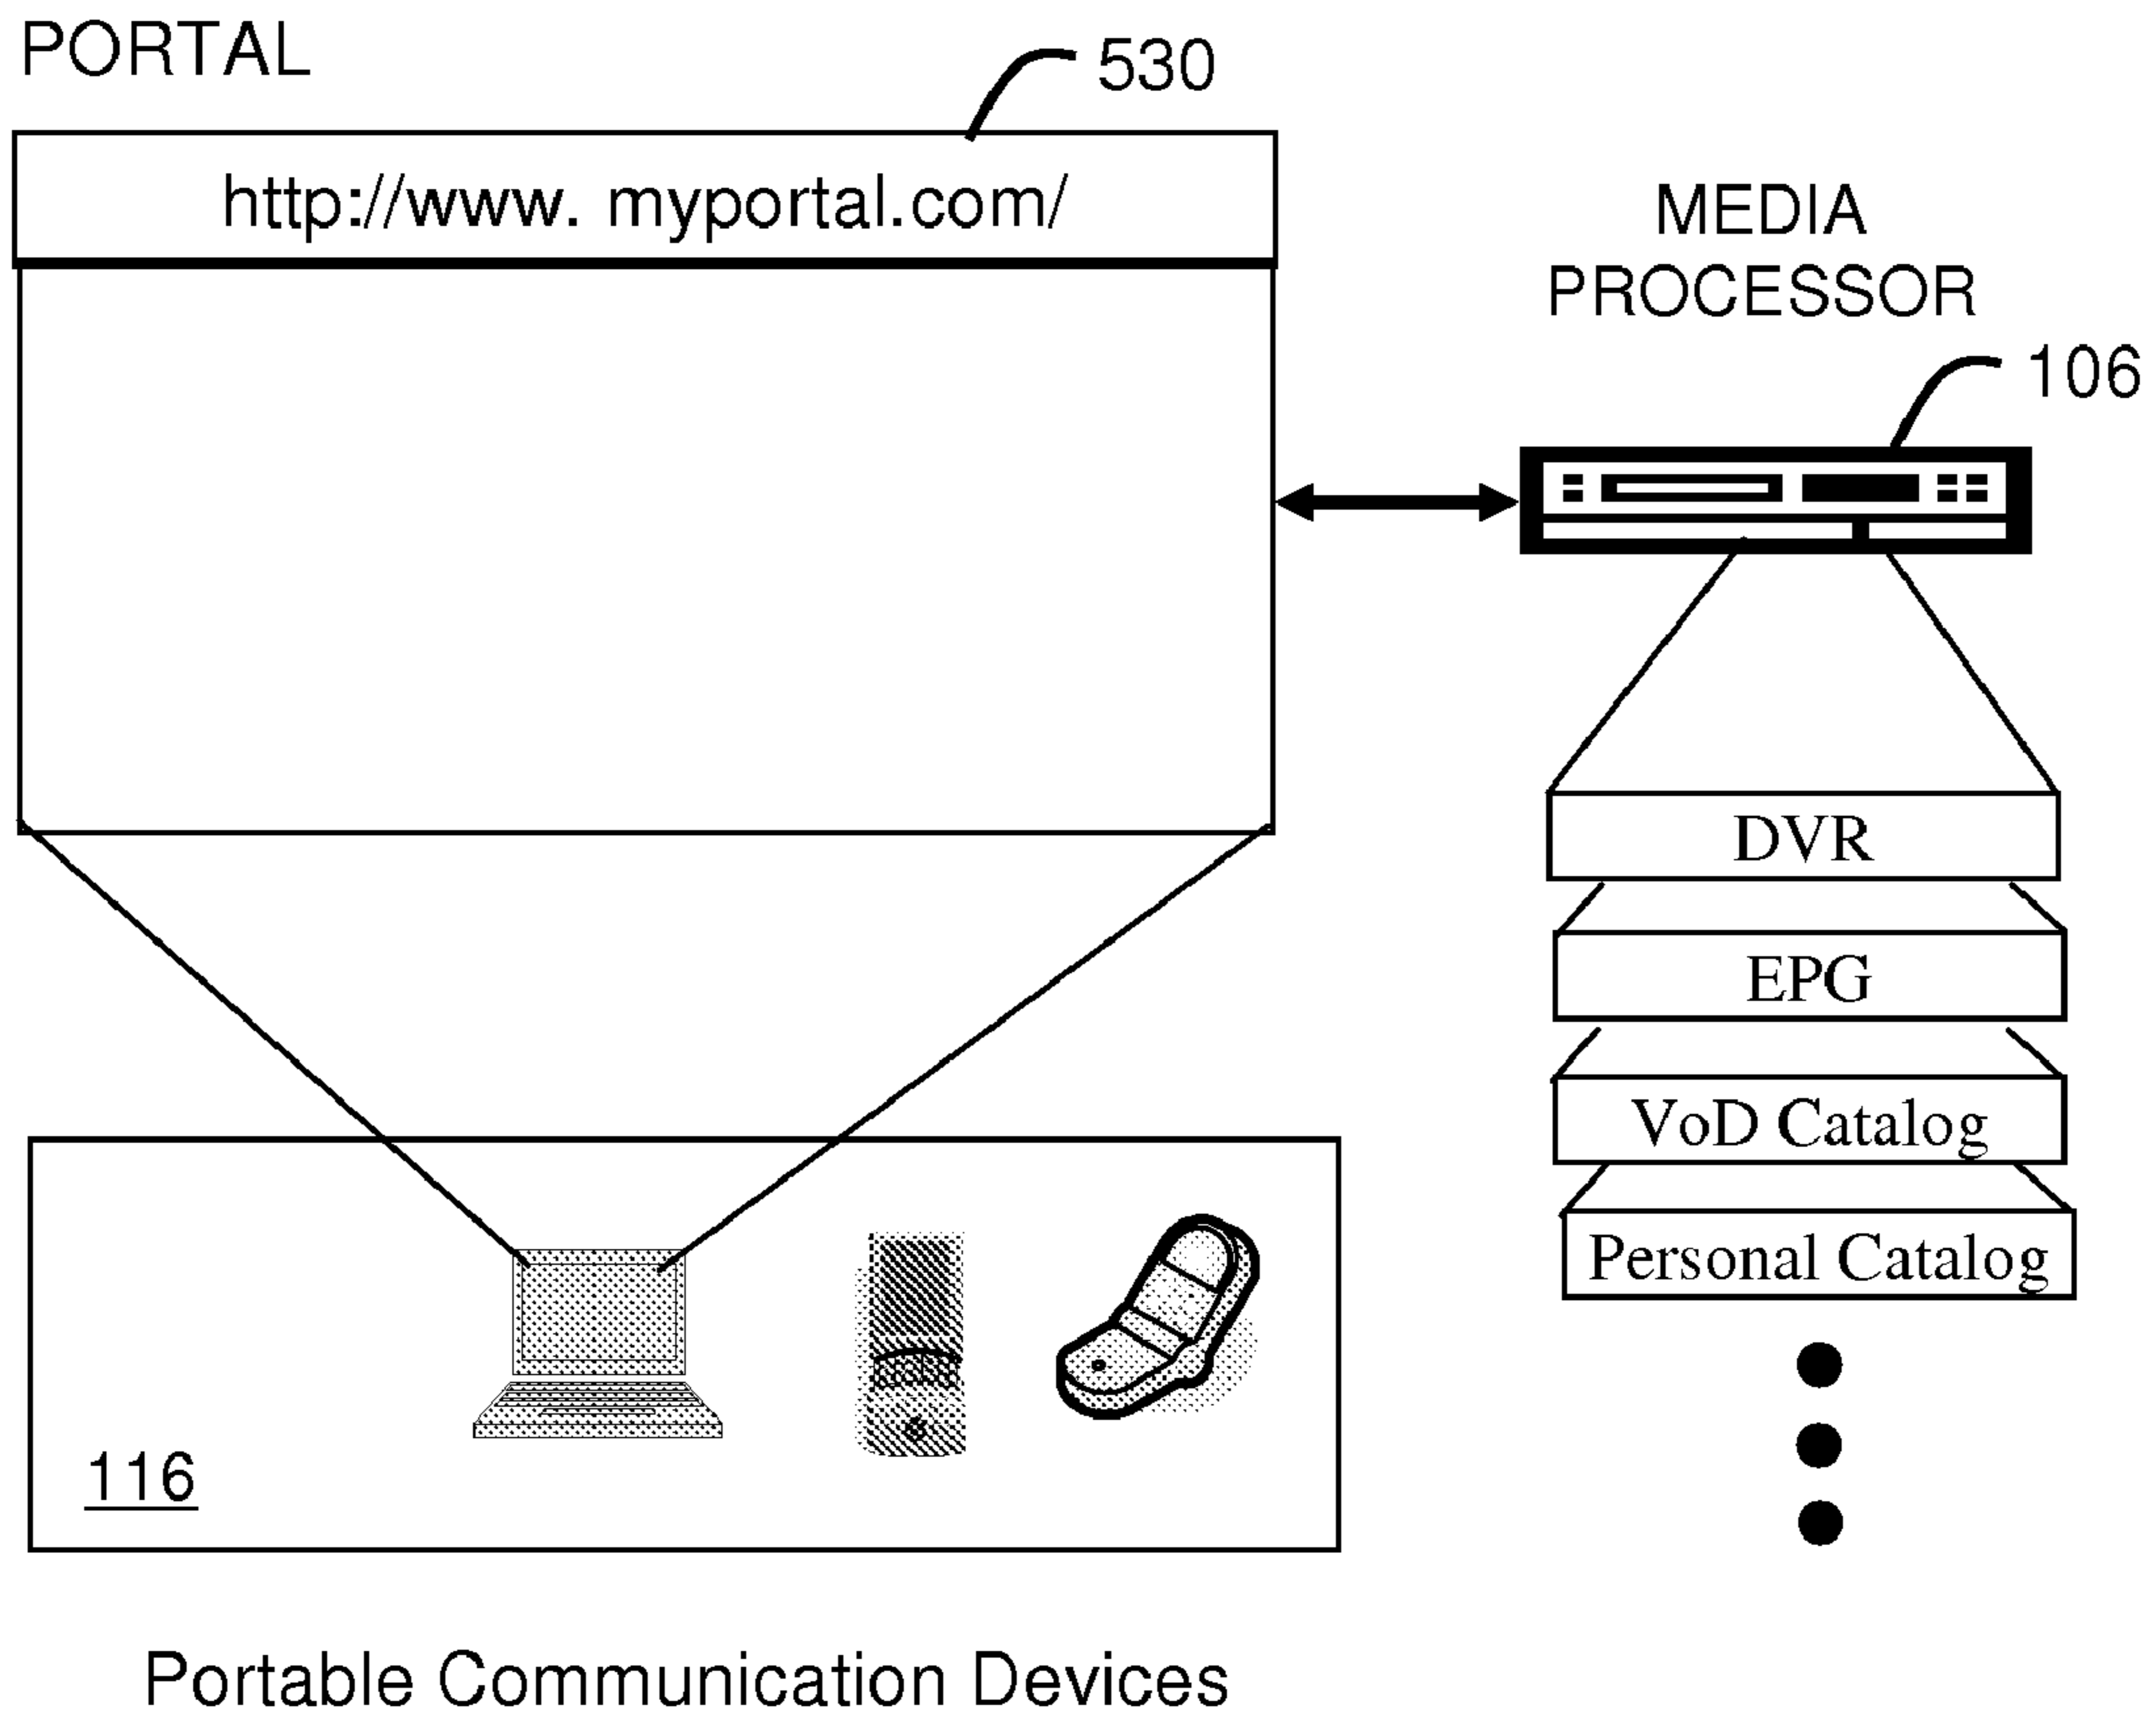 PORTAL
530
http://www. myportal.com/
MEDIA
PROCESSOR
106
DVR
EPG
VoD Catalog
Personal Catalog
116
Portable Communication Devices